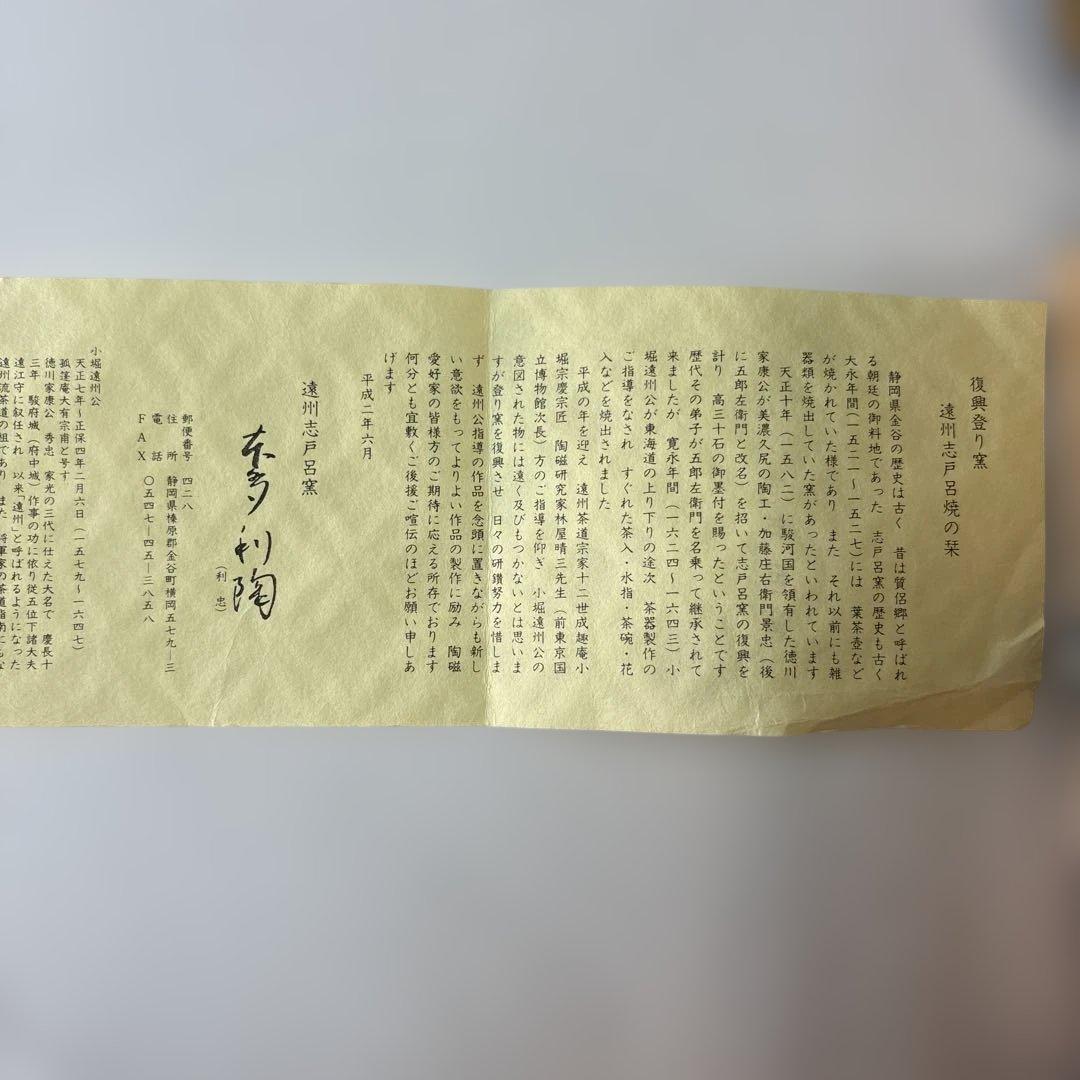 復興登り窯
遠州志戸呂焼の栞
静岡県金谷の歴史は古く　昔は質侶郷と呼ばれ
る朝廷の御料地であった　志戸呂窯の歴史も古く
大永年間（一五二一〜一五二七）には　葉茶壺など
が焼かれていた様であり　また　それ以前にも雑
器類を焼出していた窯があったといわれています
天正十年（一五八二）に駿河国を領有した徳川
家康公が美濃久尻の陶工・加藤庄右衛門景忠（後
に五郎左衛門と改名）を招いて志戸呂窯の復興を
計り　高三十石の御墨付を賜ったということです
歴代その弟子が五郎左衛門を名乗って継承されて
来ましたが　寛永年間（一六二四〜一六四三）小
堀遠州公が東海道の上り下りの途次　茶器製作の
ご指導をなされ　すぐれた茶入・水指・茶碗・花
入などを焼出されました
平成の年を迎え　遠州茶道宗家十二世成趣庵小
堀宗慶宗匠　陶磁研究家林屋晴三先生（前東京国
立博物館次長）方のご指導を仰ぎ　小堀遠州公の
意図された物には遠く及びもつかないとは思いま
すが登り窯を復興させ　日々の研鑽努力を惜しま
ず　遠州公指導の作品を念頭に置きながらも新し
い意欲をもってよりよい作品の製作に励み　陶磁
愛好家の皆様方のご期待に応える所存でおります
何分とも宜敷くご後援ご喧伝のほどお願い申しあ
げます
平成二年六月
遠州志戸呂窯
本多利陶
（利忠）
郵便番号　四二八
住所　静岡県榛原郡金谷町横岡五七九―三
電話　〇五四七―四五―三八五八
ＦＡＸ
小堀遠州公
天正七年〜正保四年二月六日（一五七九〜一六四七）
孤篷庵大有宗甫と号す
徳川家康公　秀忠　家光の三代に仕えた大名で　慶長十
三年　駿府城（府中城）作事の功に依り従五位下諸大夫
遠江守に叙任され　以来「遠州」と呼ばれるようになった
遠州流茶道の祖であり　また　将軍家の茶道指南にもな